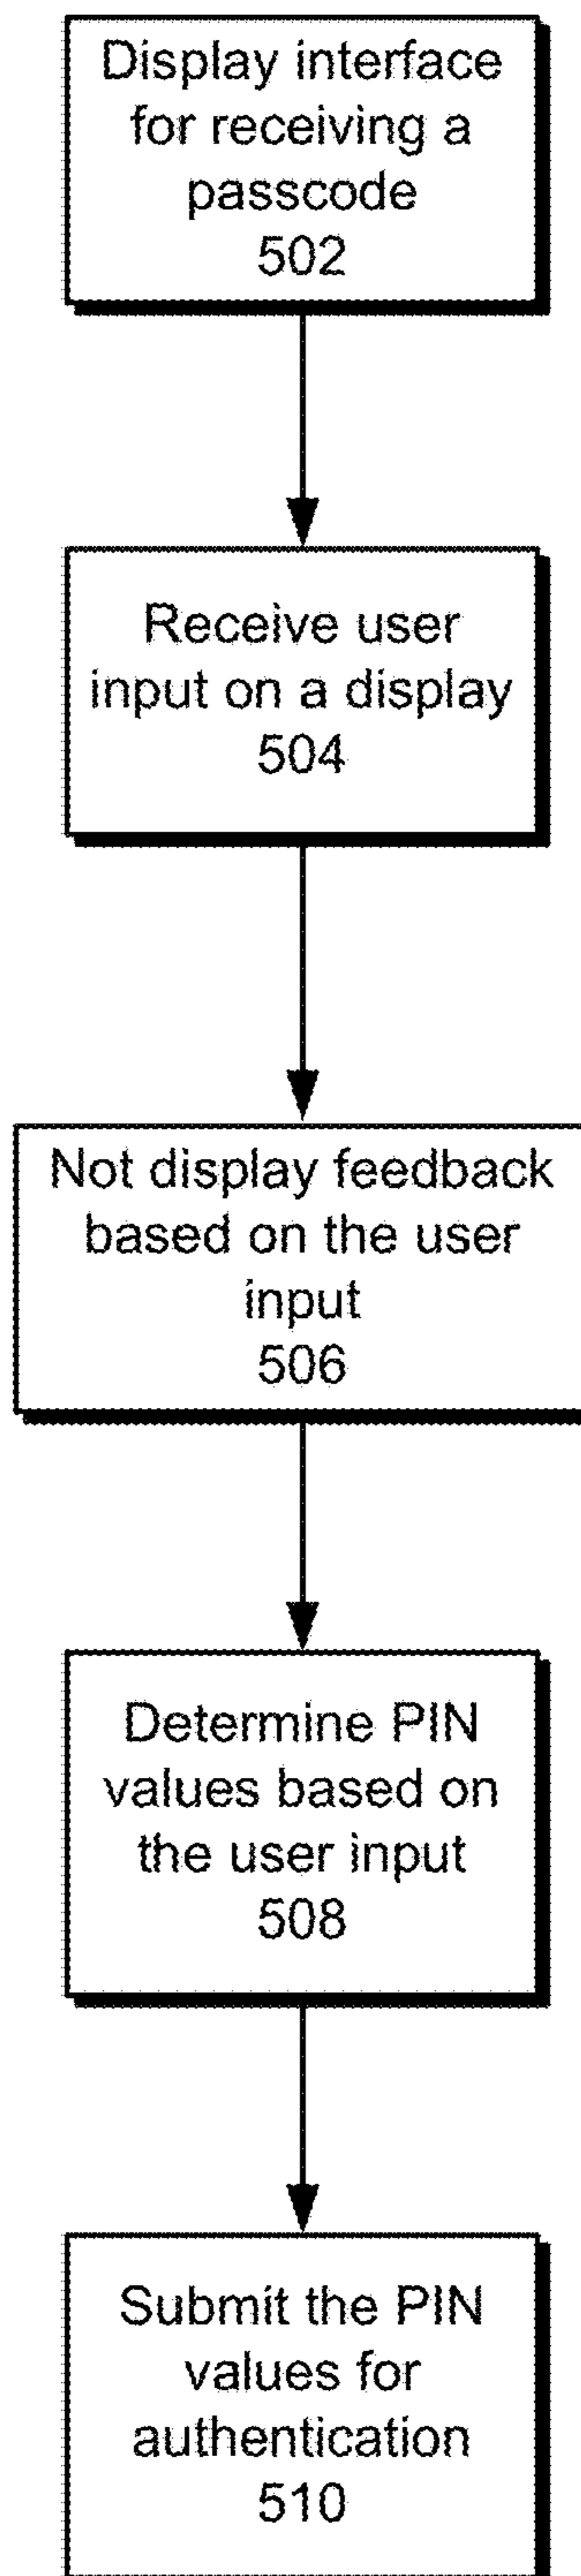 Display interface
for receiving a
passcode
502
Receive user
input on a display
504
Not display feedback
based on the user
input
506
Determine PIN
values based on
the user input
508
Submit the PIN
values for
authentication
510